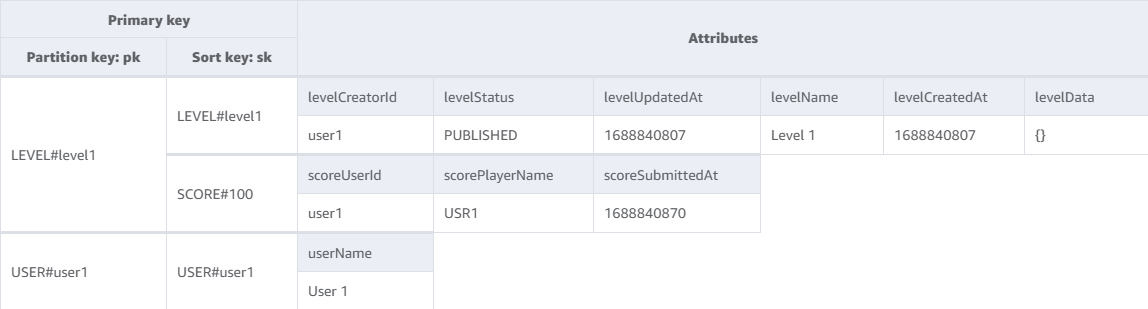 Primary key
Attributes
Partition key: pk Sort key: sk
LEVEL#level1
LEVEL#level1
levelCreatorId levelStatus levelUpdatedAt levelName levelCreatedAt levelData
user1 PUBLISHED 1688840807 Level 1 1688840807 {}
SCORE#100
scoreUserId scorePlayerName scoreSubmittedAt
user1 USR1 1688840870
USER#user1
USER#user1
userName
User 1